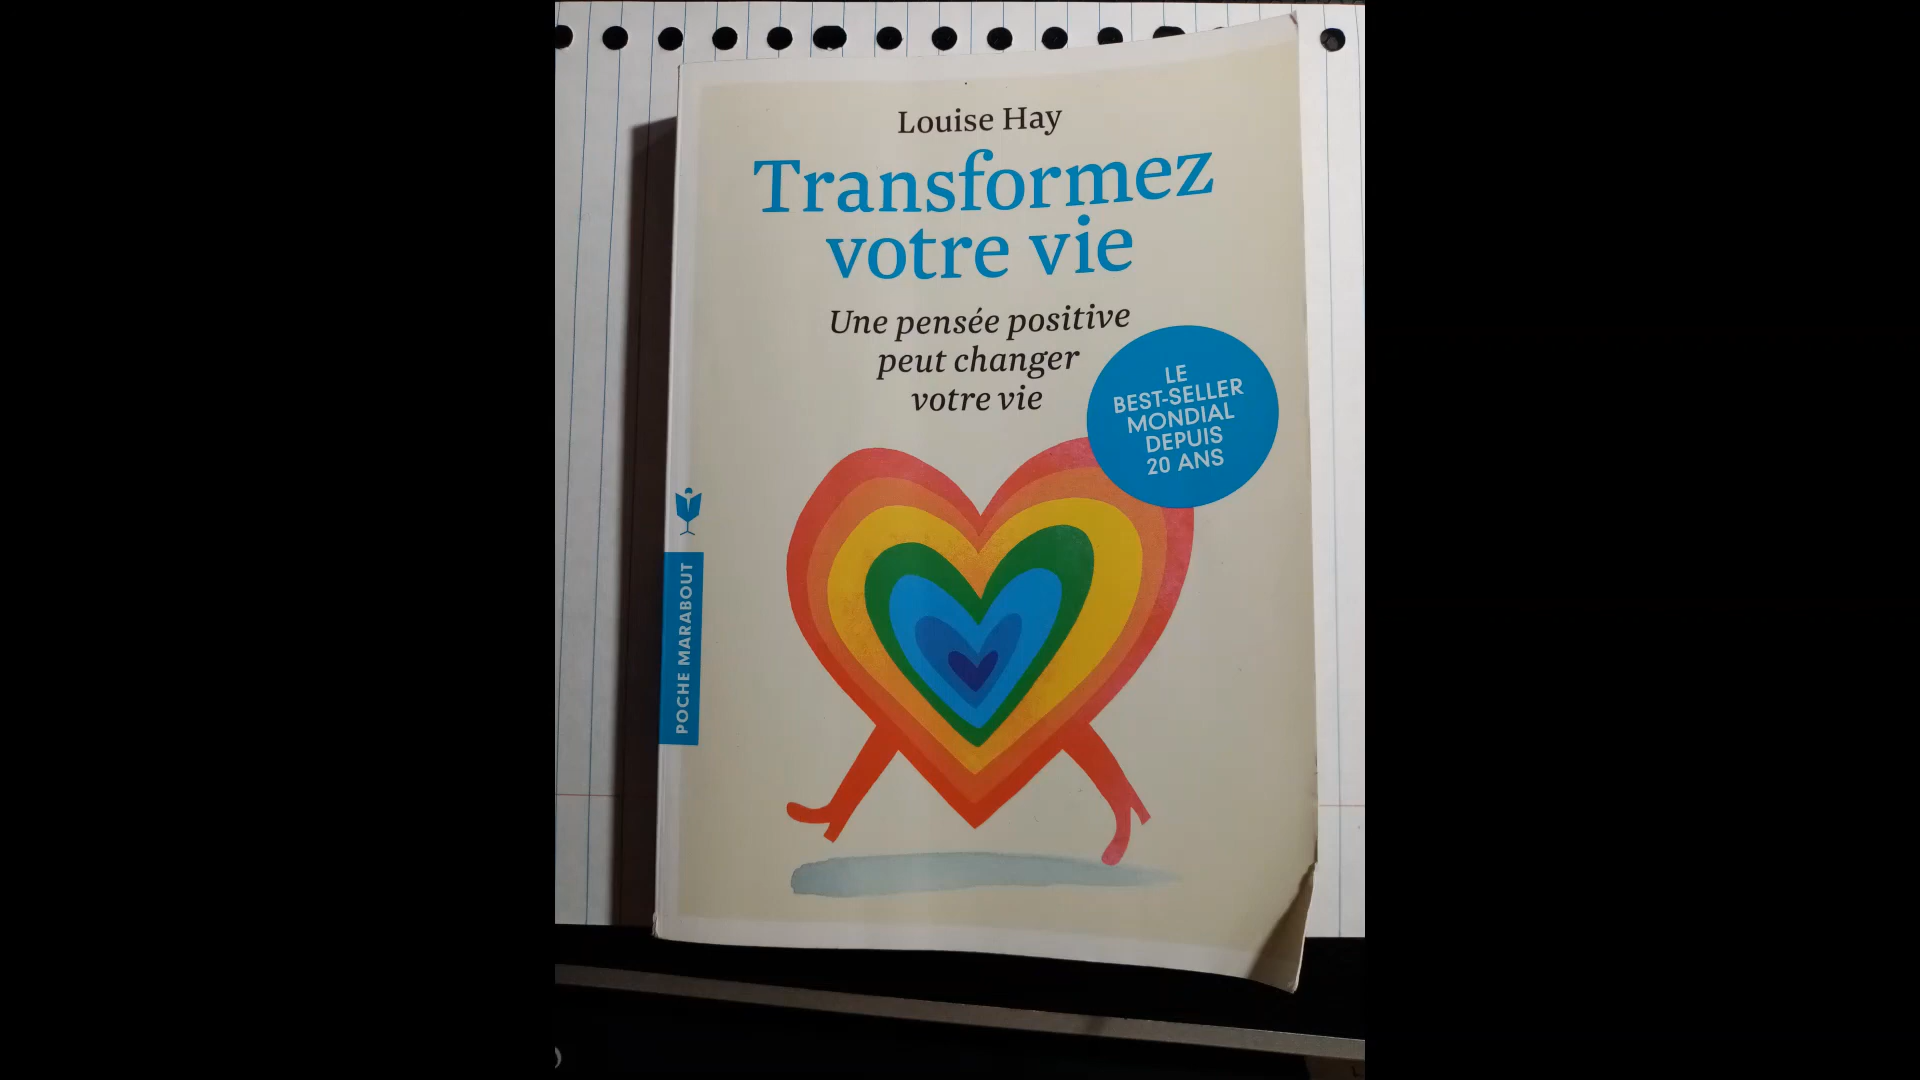 Louise Hay
Transformez
votre vie
Une pensée positive
peut changer
votre vie
LE
BEST-SELLER
MONDIAL
DEPUIS
20 ANS
POCHE MARABOUT